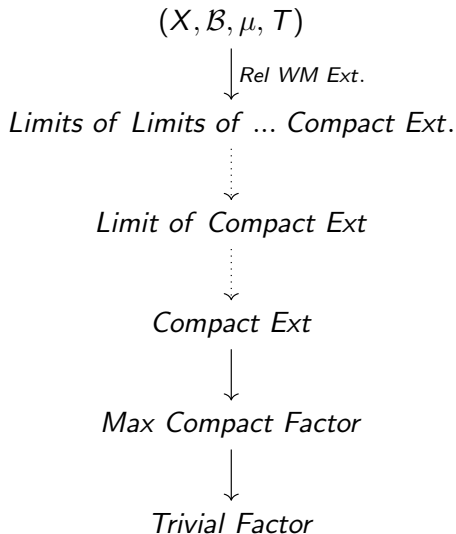 (X, ℬ, μ, T)
Rel WM Ext.
Limits of Limits of ... Compact Ext.
Limit of Compact Ext
Compact Ext
Max Compact Factor
Trivial Factor